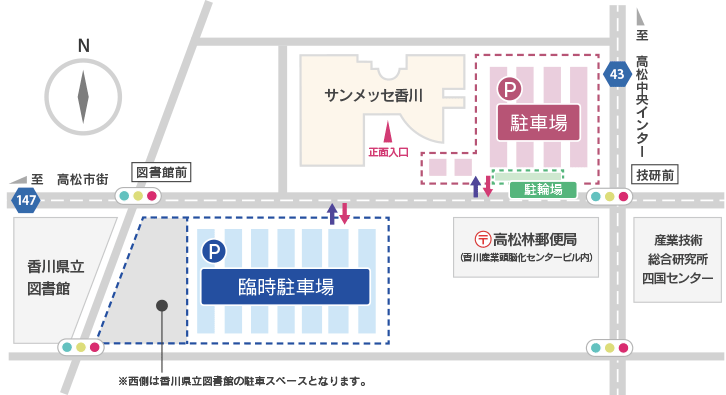 N
至
高松中央インター
43
サンメッセ香川
P
駐車場
正面入口
図書館前
技研前
至 高松市街
147
駐輪場
P
臨時駐車場
香川県立
図書館
〒高松林郵便局
(香川産業頭脳化センタービル内)
産業技術
総合研究所
四国センター
※西側は香川県立図書館の駐車スペースとなります。